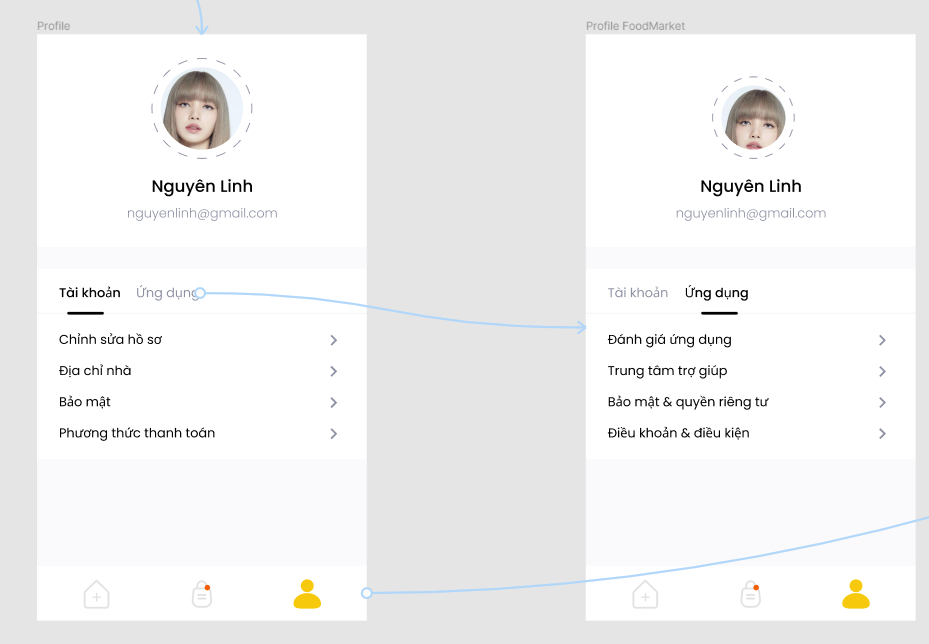 Profile
Nguyên Linh
nguyenlinh@gmail.com
Tài khoản Ứng dụng
Chỉnh sửa hồ sơ
Địa chỉ nhà
Bảo mật
Phương thức thanh toán
Profile FoodMarket
Nguyên Linh
nguyenlinh@gmail.com
Tài khoản Ứng dụng
Đánh giá ứng dụng
Trung tâm trợ giúp
Bảo mật & quyền riêng tư
Điều khoản & điều kiện